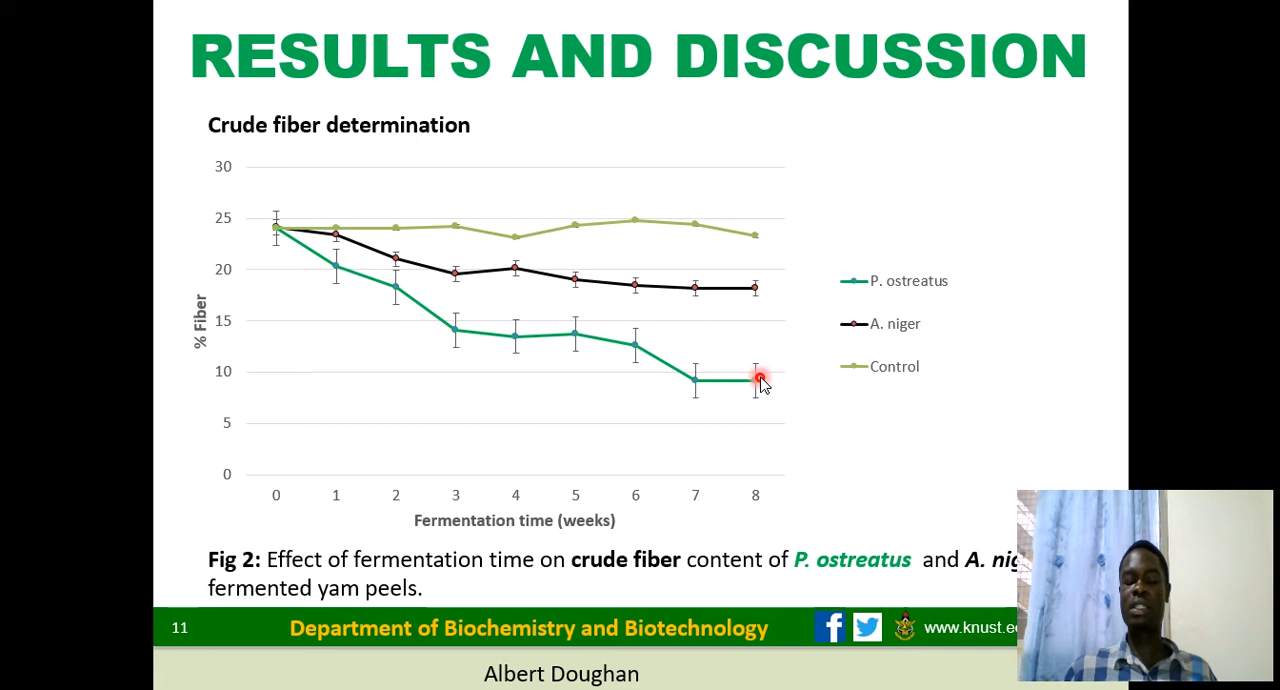 RESULTS AND DISCUSSION
Crude fiber determination
30
25
20
15
10
5
0
% Fiber
0 1 2 3 4 5 6 7 8
Fermentation time (weeks)
P. ostreatus
A. niger
Control
Fig 2: Effect of fermentation time on crude fiber content of P. ostreatus and A. nig
fermented yam peels.
11 Department of Biochemistry and Biotechnology www.knust.e
Albert Doughan